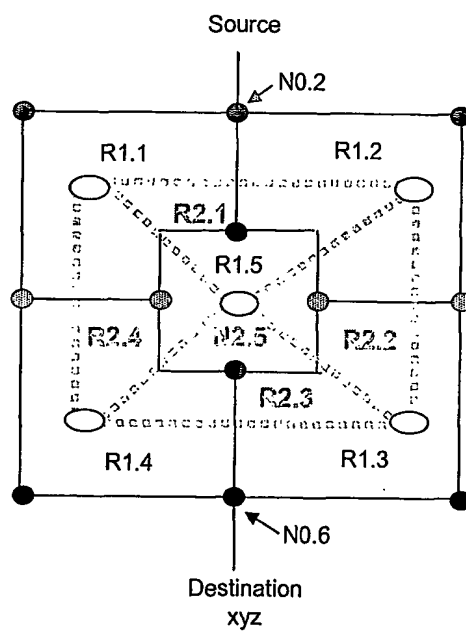 Source
N0.2
R1.1
R1.2
R2.1
R1.5
R2.4
N2.5
R2.2
R2.3
R1.4
R1.3
N0.6
Destination
xyz